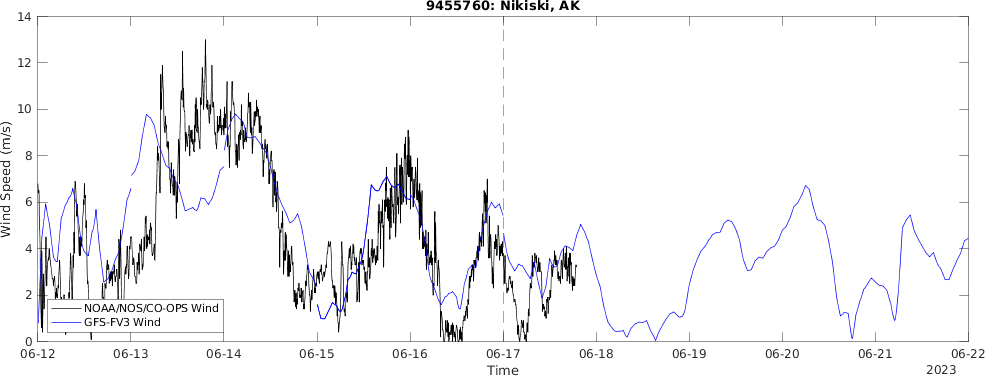 9455760: Nikiski, AK
14
12
10
8
6
4
2
0
Wind Speed (m/s)
NOAA/NOS/CO-OPS Wind
GFS-FV3 Wind
06-12 06-13 06-14 06-15 06-16 06-17 06-18 06-19 06-20 06-21 06-22
Time
2023